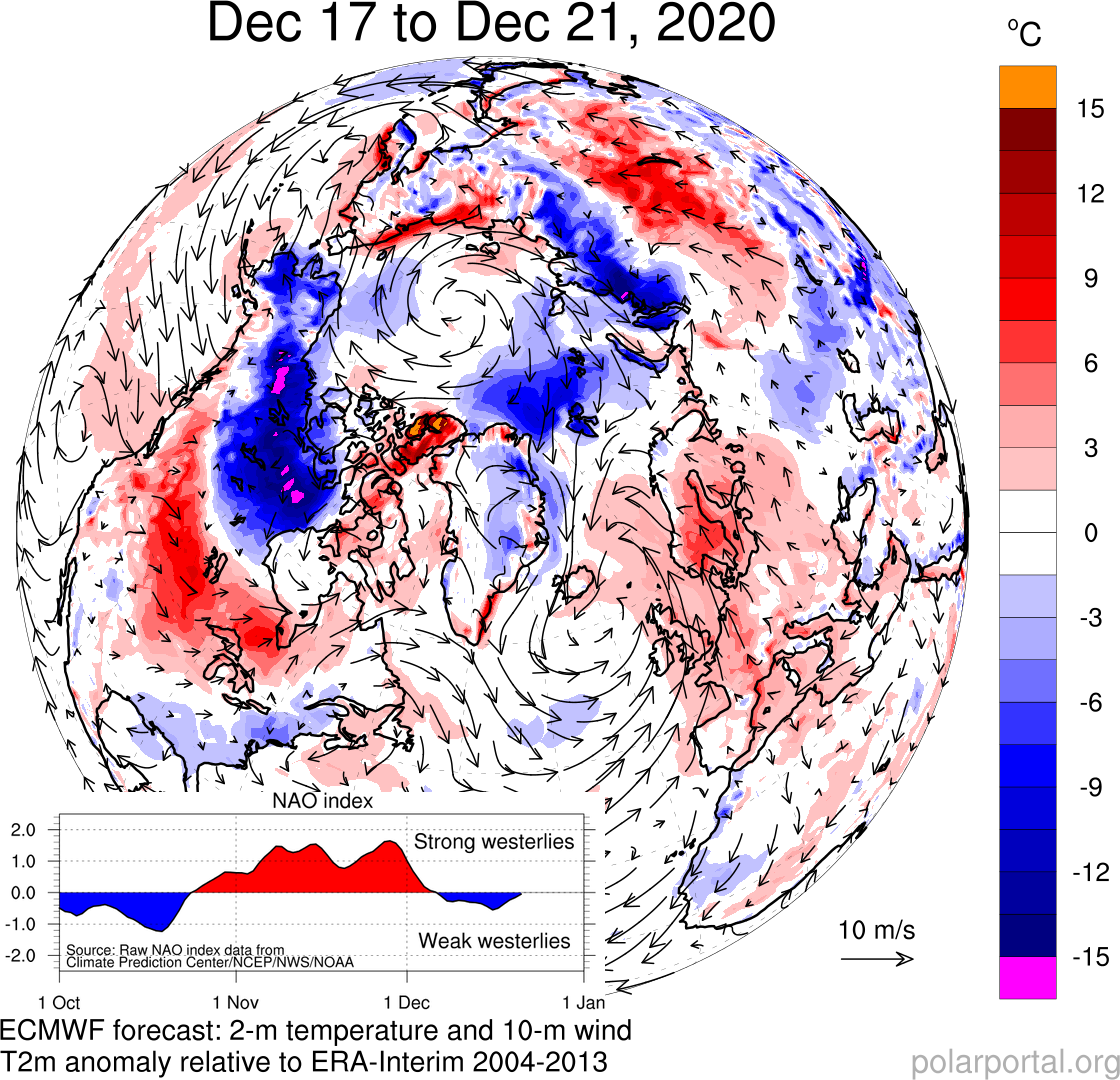 Dec 17 to Dec 21, 2020
oC
15
12
9
6
3
0
-3
-6
-9
-12
-15
10 m/s
NAO index
2.0
1.0
0.0
-1.0
-2.0
Strong westerlies
Weak westerlies
Source: Raw NAO index data from
Climate Prediction Center/NCEP/NWS/NOAA
1 Oct
1 Nov
1 Dec
1 Jan
ECMWF forecast: 2-m temperature and 10-m wind
T2m anomaly relative to ERA-Interim 2004-2013
polarportal.org